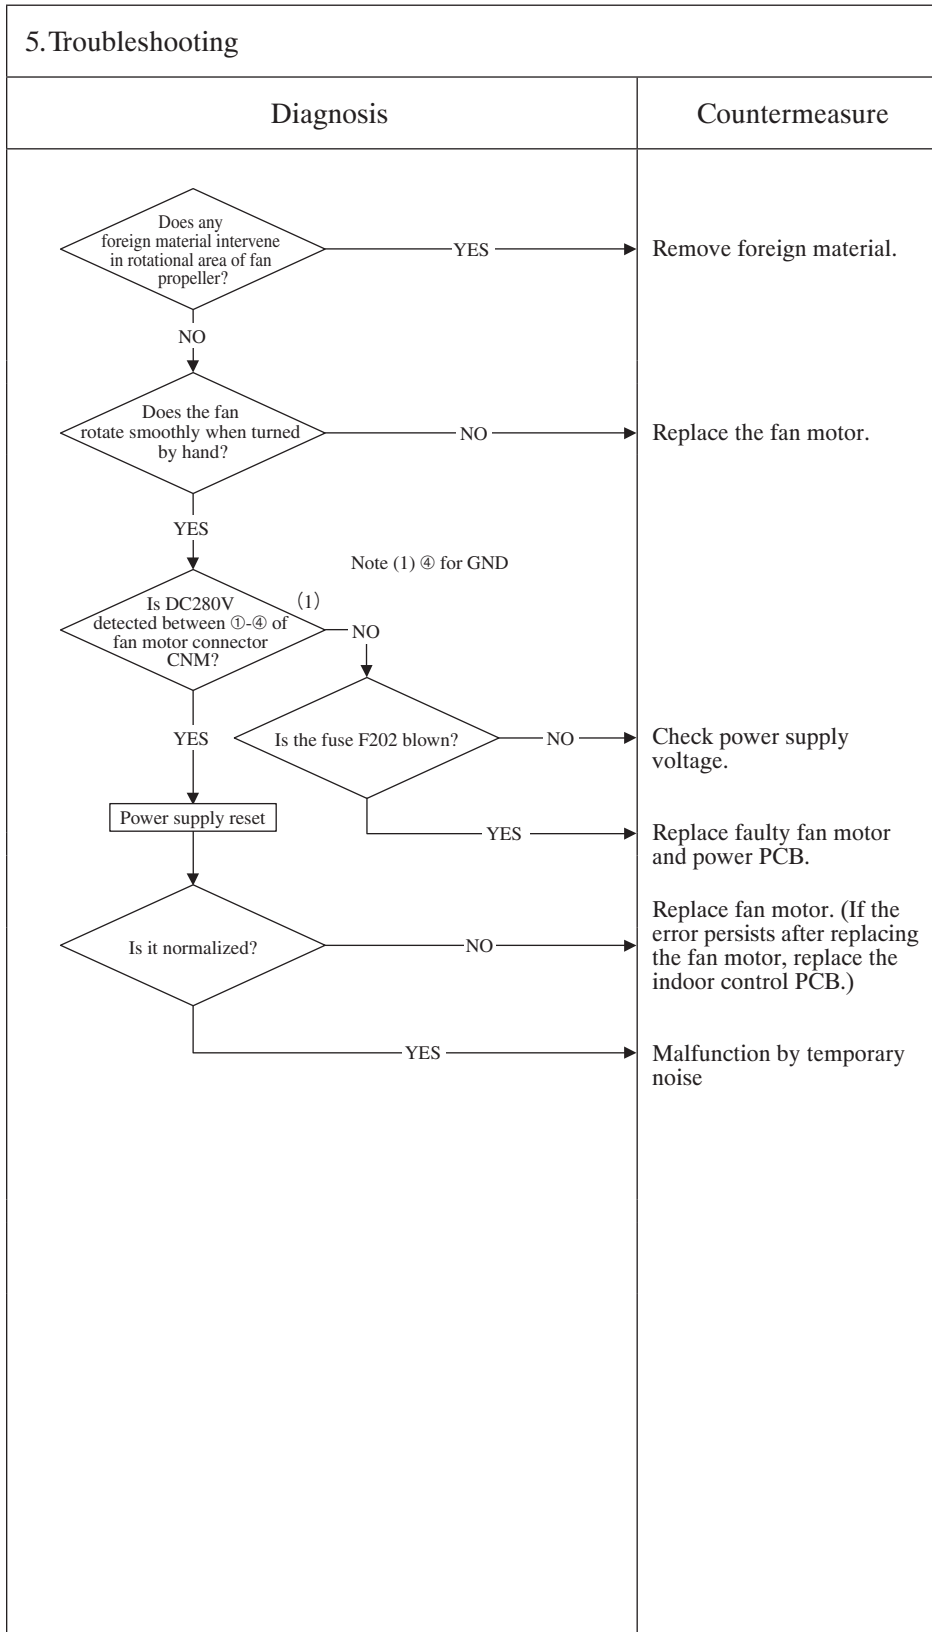 5.Troubleshooting
Diagnosis
Countermeasure
Does any
foreign material intervene
in rotational area of fan
propeller?
YES
Remove foreign material.
NO
Does the fan
rotate smoothly when turned
by hand?
NO
Replace the fan motor.
YES
Note (1) ④ for GND
Is DC280V
detected between ①-④ of
fan motor connector
CNM?
(1)
NO
YES
Is the fuse F202 blown?
NO
Check power supply
voltage.
Power supply reset
YES
Replace faulty fan motor
and power PCB.
Is it normalized?
NO
Replace fan motor. (If the
error persists after replacing
the fan motor, replace the
indoor control PCB.)
YES
Malfunction by temporary
noise